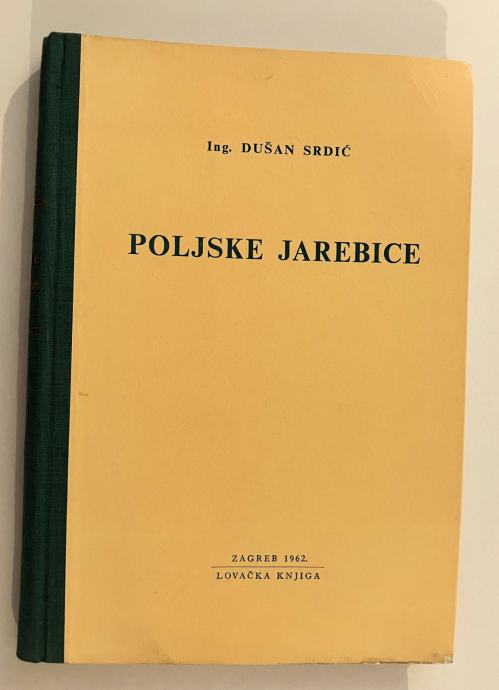 Ing. DUŠAN SRDIĆ
POLJSKE JAREBICE
ZAGREB 1962.
LOVAČKA KNJIGA